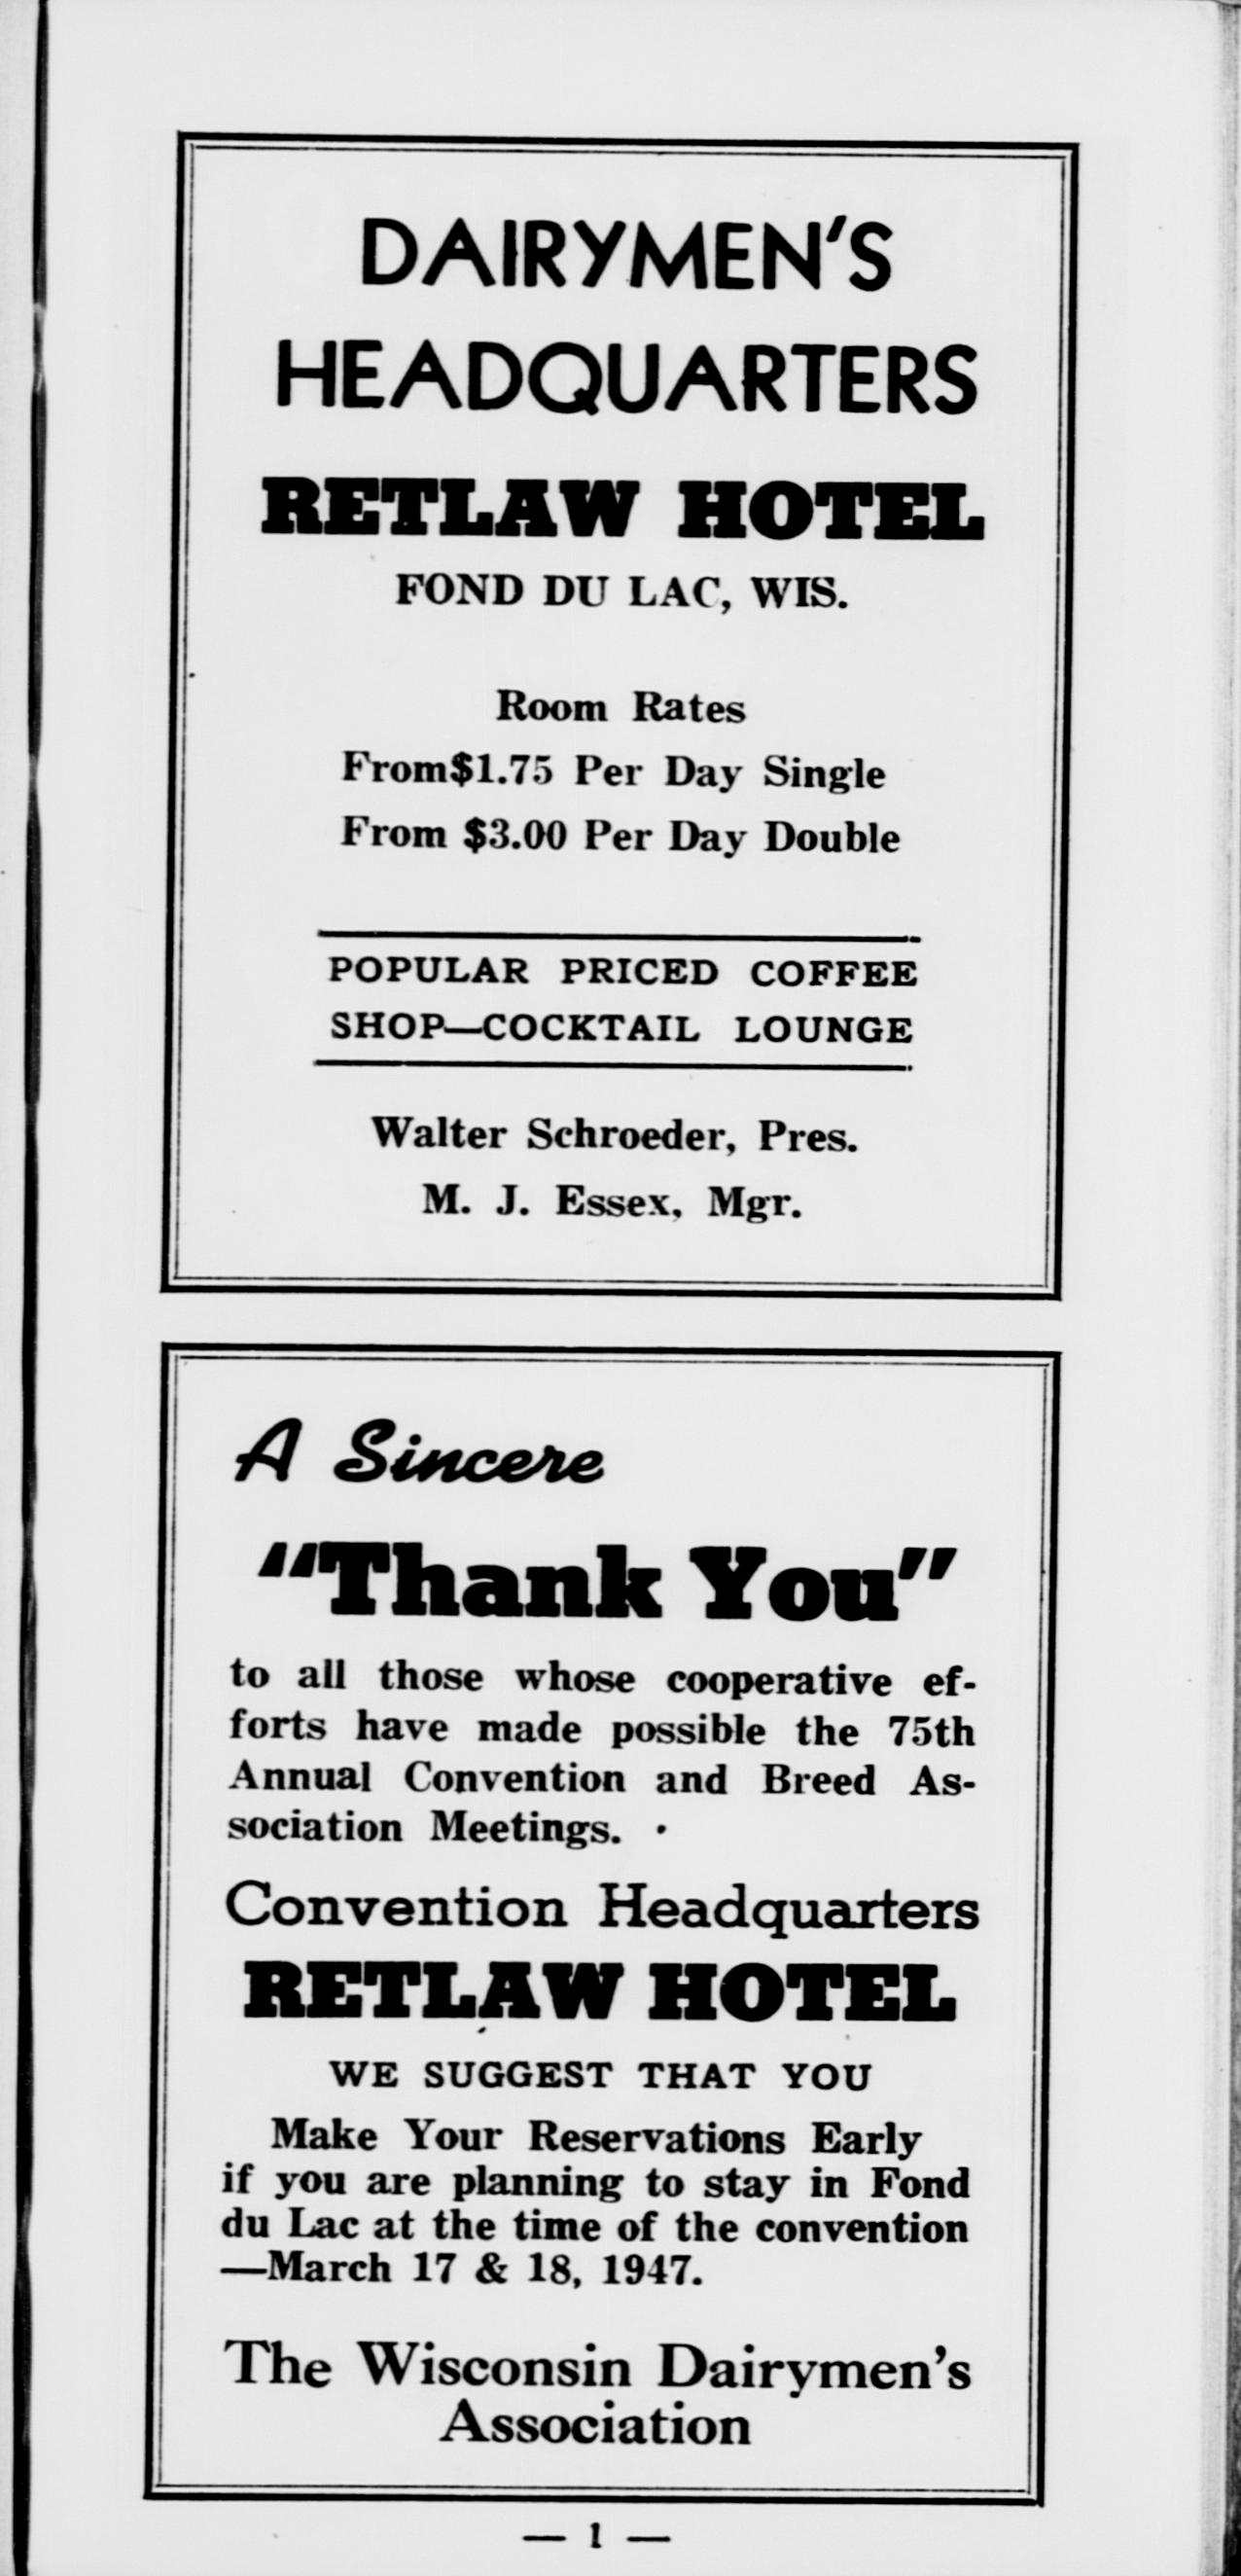 DAIRYMEN'S
HEADQUARTERS
RETLAW HOTEL
FOND DU LAC, WIS.
Room Rates
From$1.75 Per Day Single
From $3.00 Per Day Double
POPULAR PRICED COFFEE
SHOP—COCKTAIL LOUNGE
Walter Schroeder, Pres.
M. J. Essex, Mgr.
A Sincere
"Thank You"
to all those whose cooperative ef-
forts have made possible the 75th
Annual Convention and Breed As-
sociation Meetings.
Convention Headquarters
RETLAW HOTEL
WE SUGGEST THAT YOU
Make Your Reservations Early
if you are planning to stay in Fond
du Lac at the time of the convention
—March 17 & 18, 1947.
The Wisconsin Dairymen's
Association
— 1 —